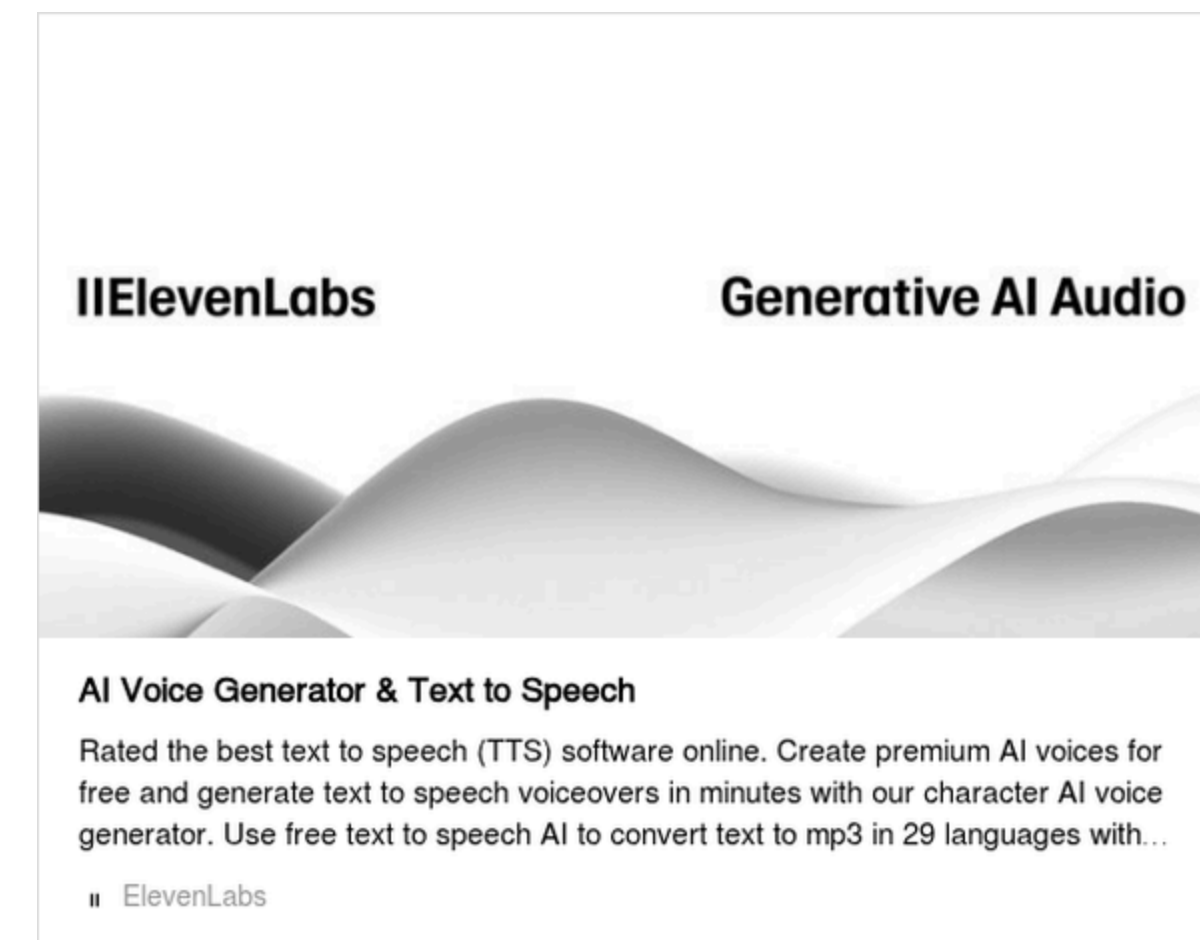 IIElevenLabs
Generative AI Audio
AI Voice Generator & Text to Speech
Rated the best text to speech (TTS) software online. Create premium AI voices for
free and generate text to speech voiceovers in minutes with our character AI voice
generator. Use free text to speech AI to convert text to mp3 in 29 languages with...
II ElevenLabs